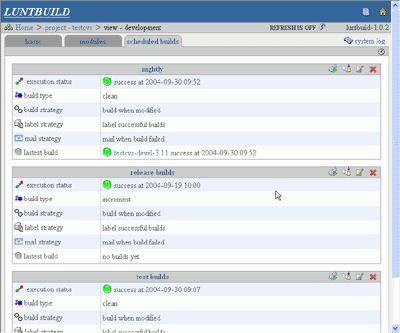 LUNTBUILD
Home > project - testcvs > view - development
REFRESH IS OFF
luntbuild-1.0.2
basic
modules
scheduled builds
system log
nightly
execution status
success at 2004-09-30 09:52
build type
clean
build strategy
build when modified
label strategy
label successful builds
mail strategy
mail when build failed
lastest build
testcvs-devel-3.11 success at 2004-09-30 09:52
release builds
execution status
success at 2004-09-19 10:00
build type
increment
build strategy
build when modified
label strategy
label successful builds
mail strategy
mail when build failed
lastest build
no builds yet
test builds
execution status
success at 2004-09-30 09:07
build type
clean
build strategy
build when modified
label strategy
label successful builds